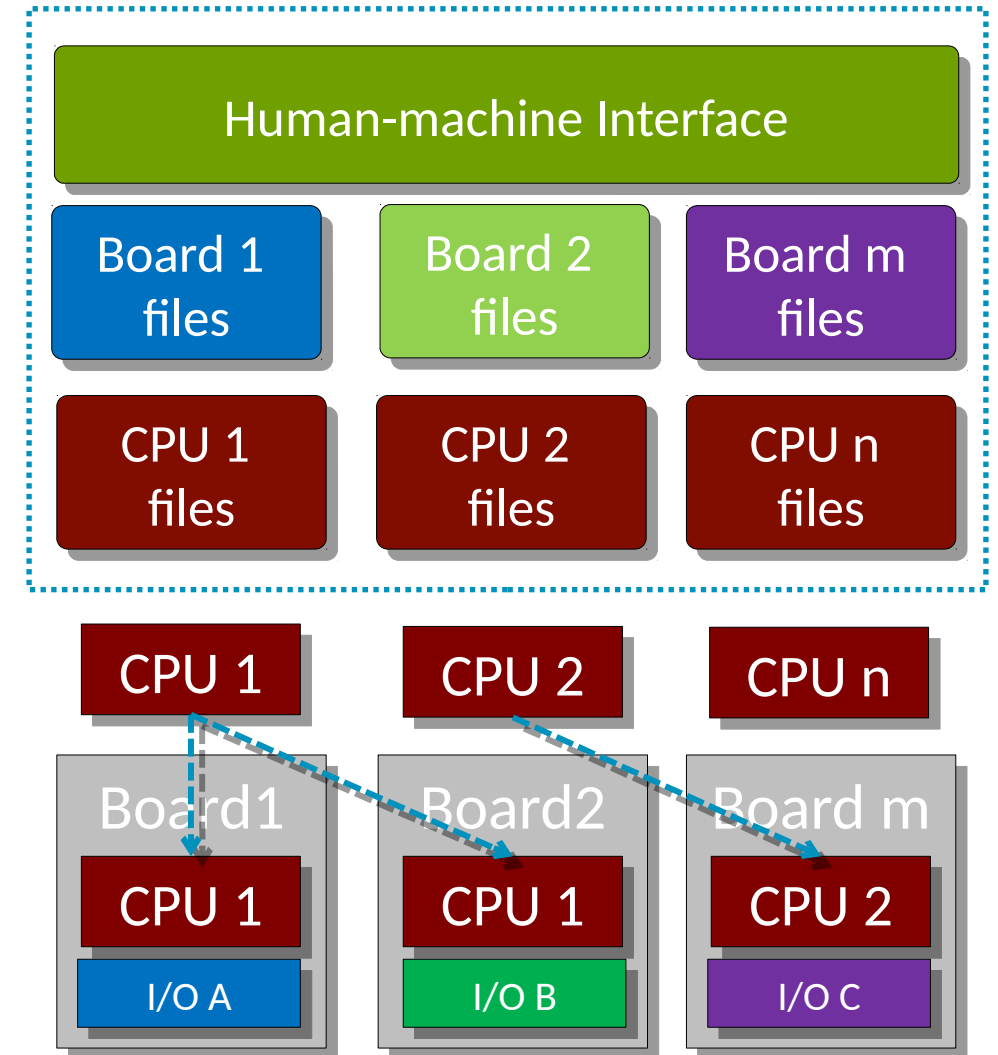 Human-machine Interface
Board 1
files
Board 2
files
Board m
files
CPU 1
files
CPU 2
files
CPU n
files
CPU 1
CPU 2
CPU n
Board1
Board2
Board m
CPU 1
CPU 1
CPU 2
I/O A
I/O B
I/O C